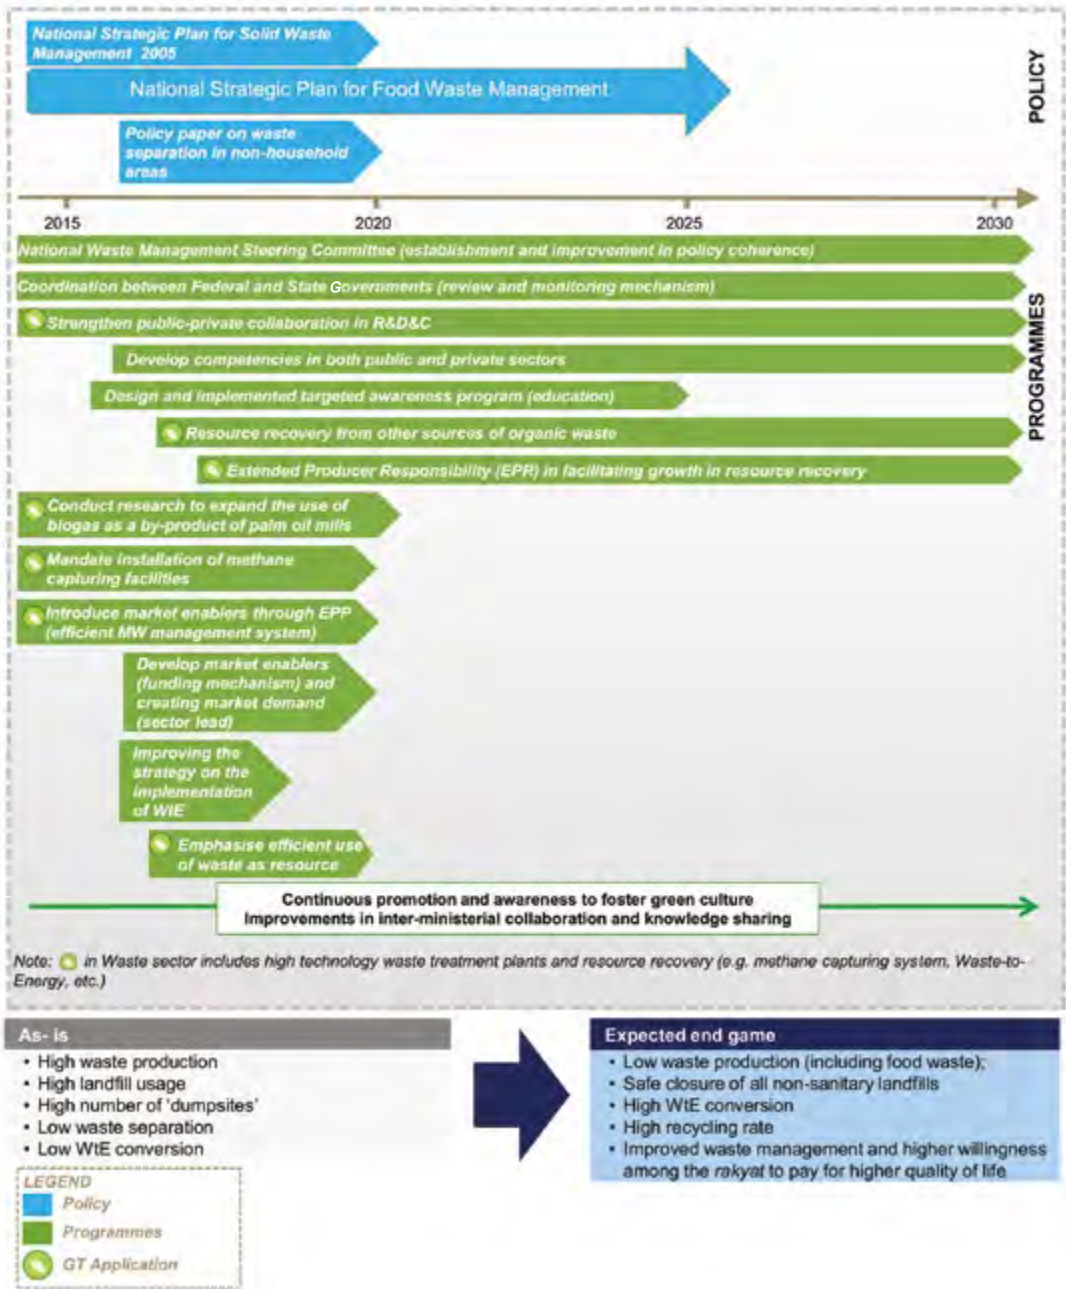 National Strategic Plan for Solid Waste
Management 2005
National Strategic Plan for Food Waste Management
Policy paper on waste
separation in non-household
areas
POLICY
2015 2020 2025 2030
National Waste Management Steering Committee (establishment and improvement in policy coherence)
Coordination between Federal and State Governments (review and monitoring mechanism)
Strengthen public-private collaboration in R&D&C
Develop competencies in both public and private sectors
Design and implemented targeted awareness program (education)
Resource recovery from other sources of organic waste
Extended Producer Responsibility (EPR) in facilitating growth in resource recovery
PROGRAMMES
Conduct research to expand the use of
biogas as a by-product of palm oil mills
Mandate installation of methane
capturing facilities
Introduce market enablers through EPP
(efficient MW management system)
Develop market enablers
(funding mechanism) and
creating market demand
(sector lead)
Improving the
strategy on the
implementation
of WtE
Emphasise efficient use
of waste as resource
Continuous promotion and awareness to foster green culture
Improvements in inter-ministerial collaboration and knowledge sharing
Note: in Waste sector includes high technology waste treatment plants and resource recovery (e.g. methane capturing system, Waste-to-
Energy, etc.)
As- is
• High waste production
• High landfill usage
• High number of ‘dumpsites’
• Low waste separation
• Low WtE conversion
Expected end game
• Low waste production (including food waste);
• Safe closure of all non-sanitary landfills
• High WtE conversion
• High recycling rate
• Improved waste management and higher willingness
among the rakyat to pay for higher quality of life
LEGEND
Policy
Programmes
GT Application